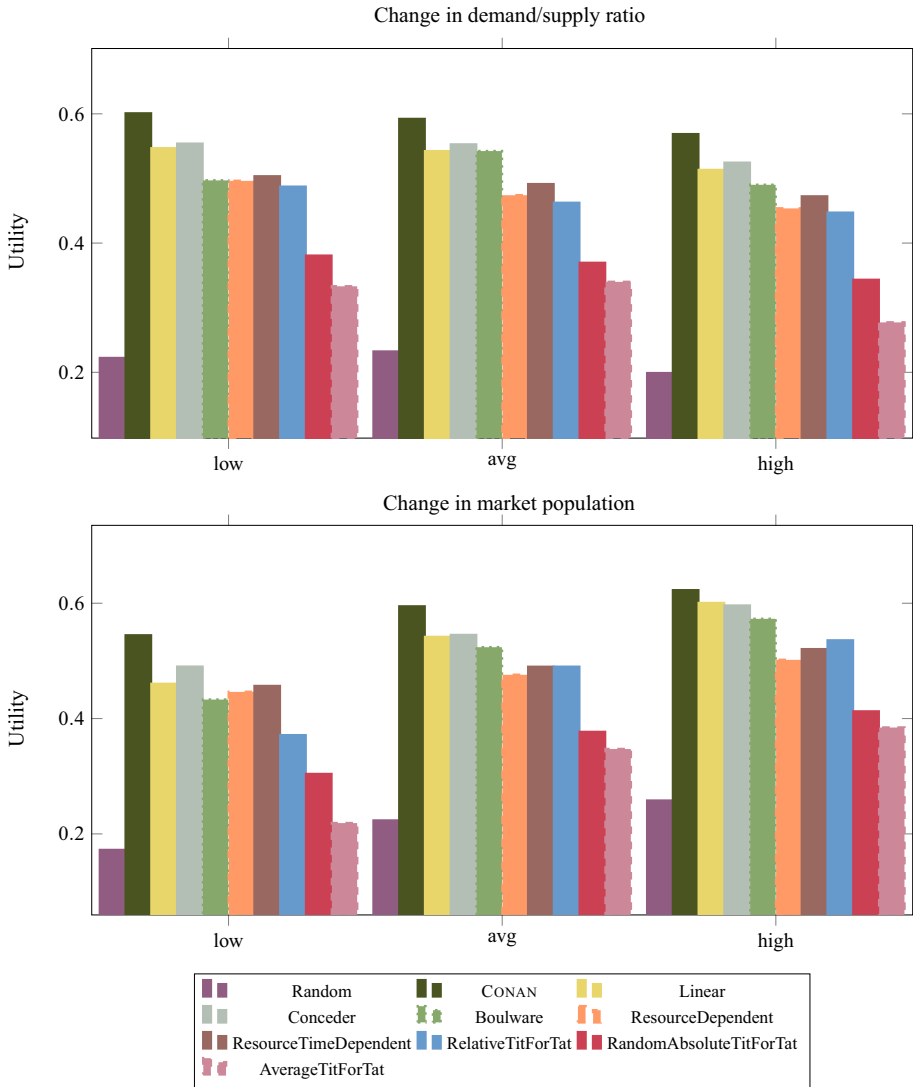 Change in demand/supply ratio
0.6
0.4
0.2
Utility
low avg high
Change in market population
0.6
0.4
0.2
Utility
low avg high
Random CONAN Linear
Conceder Boulware ResourceDependent
ResourceTimeDependent RelativeTitForTat RandomAbsoluteTitForTat
AverageTitForTat